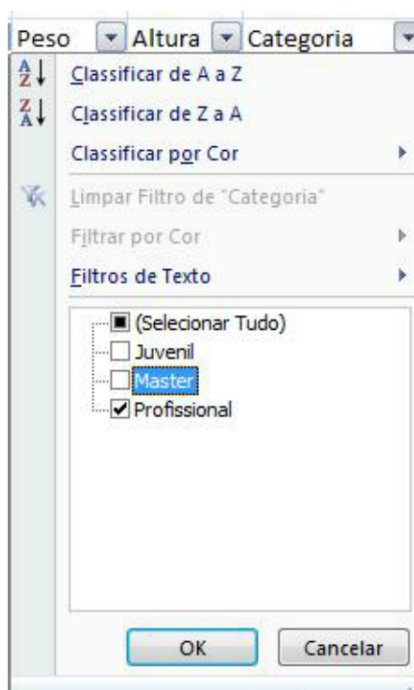 Peso Altura Categoria
Classificar de A a Z
Classificar de Z a A
Classificar por Cor
Limpar Filtro de "Categoria"
Filtrar por Cor
Filtros de Texto
(Selecionar Tudo)
Juvenil
Master
Profissional
OK Cancelar